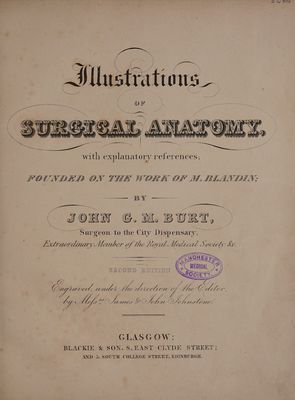 Illustrations
OF
SURGICAL ANATOMY,
with explanatory references;
FOUNDED ON THE WORK OF M. BLANDIN;
BY
JOHN G. M. BURT,
Surgeon to the City Dispensary,
Extraordinary Member of the Royal Medical Society &c.
SECOND EDITION
MANCHESTER
MEDICAL
SOCIETY
Engraved, under the direction of the Editor,
by Messrs. James & John Johnstone.
GLASGOW;
BLACKIE & SON, 8, EAST CLYDE STREET;
AND 5, SOUTH COLLEGE STREET, EDINBURGH.